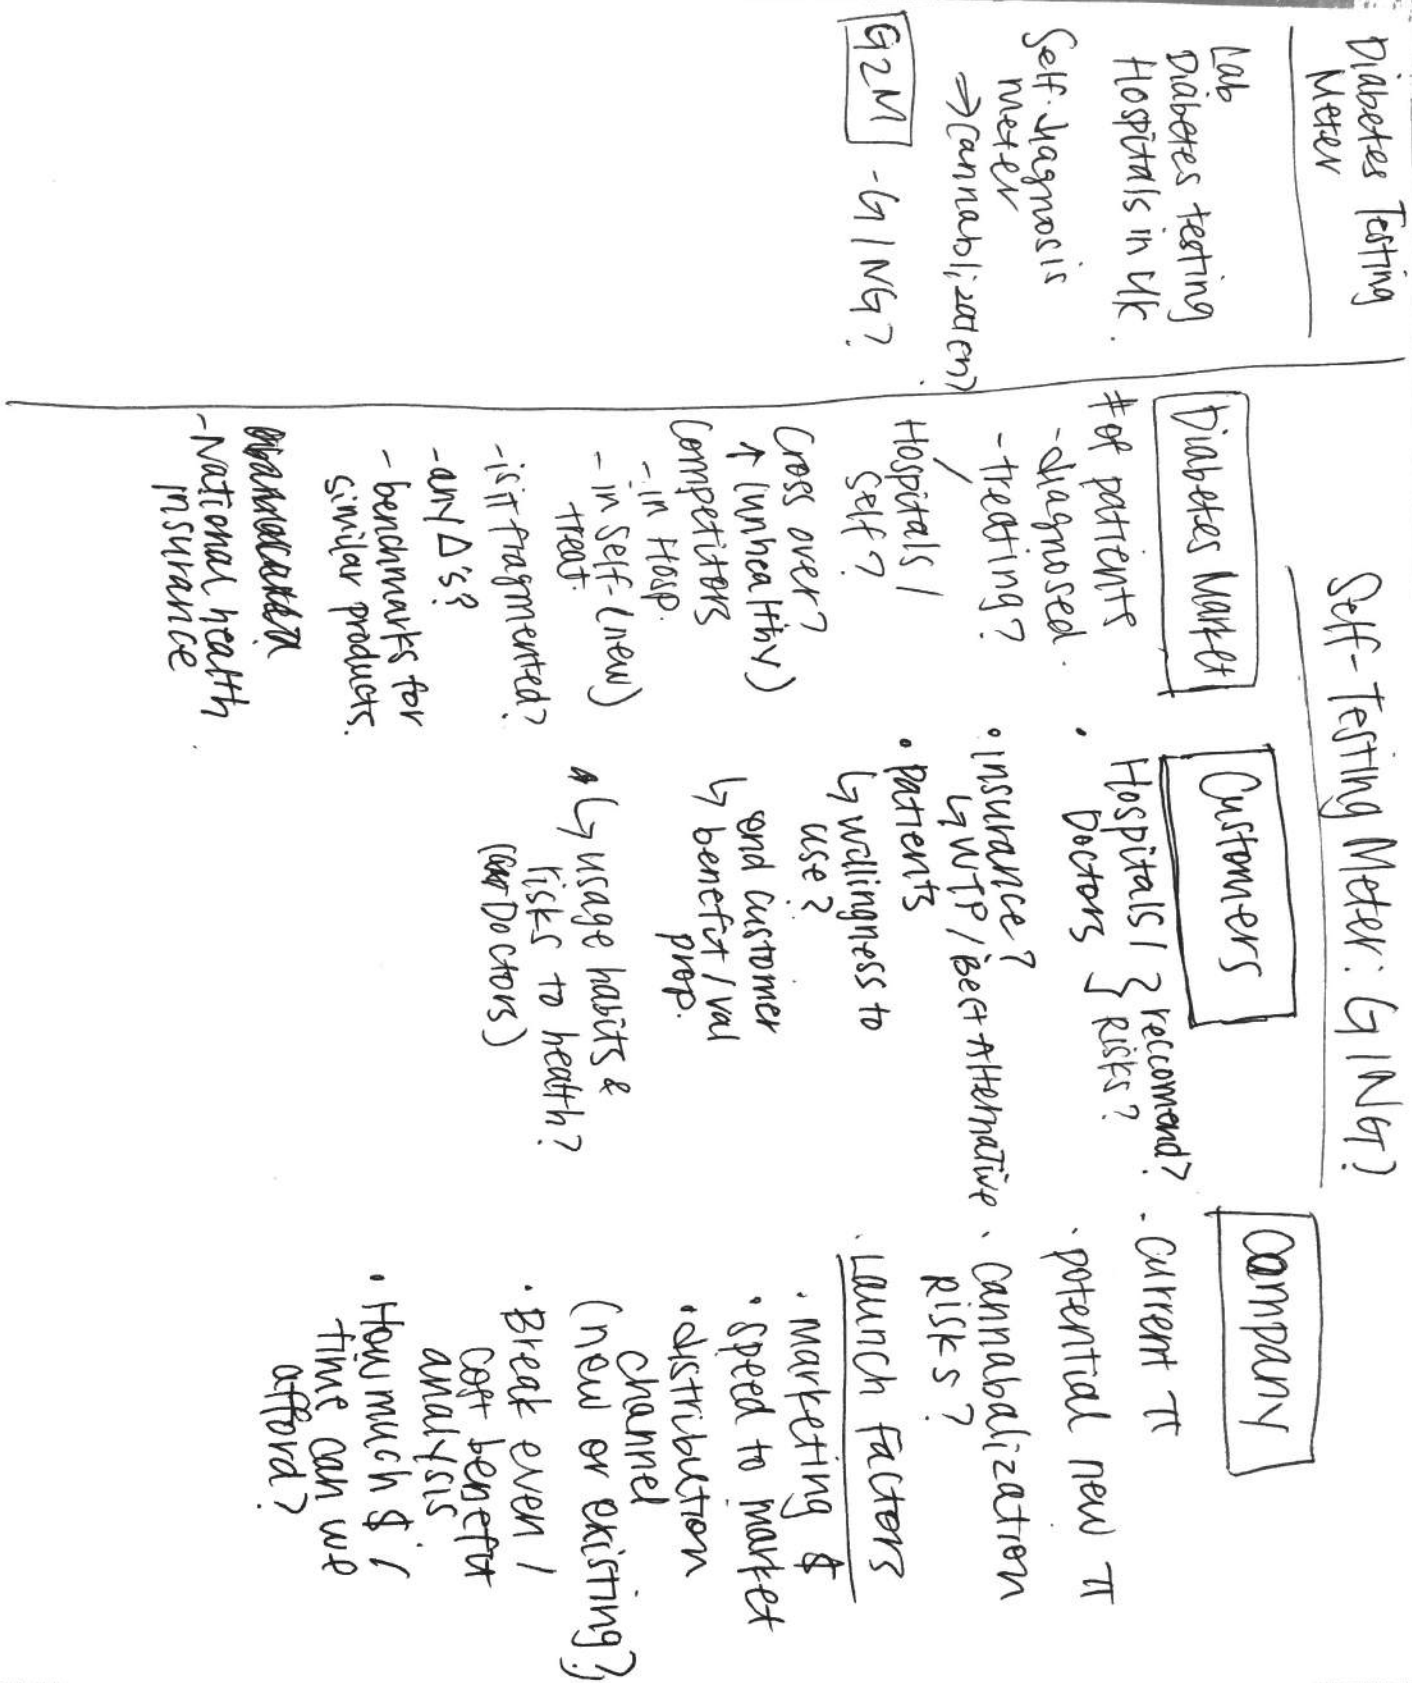 Diabetes Testing
Meter
Lab
Diabetes testing
Hospitals in UK.
Self-diagnosis
meter
→ (cannablization)
G2M - G/NG?
Self-Testing Meter: G/NG?
Diabetes Market
# of patients
- diagnosed.
- treating?
Hospitals/
Self?
Cross over?
↑ (unhealthy)
Competitors
- in Hosp.
- in self-(new)
treat
- is it fragmented?
- any Δ's?
- benchmarks for
similar products.
- National health
insurance
Customers
• Hospitals / } reccomend?
Doctors } Risks?
• insurance?
↳ WTP / Best Alternative
• patients
↳ willingness to
use?
end customer
↳ benefit/val
prop.
↳ usage habits &
risks to health?
(Doctors)
Company
• current π
• potential new π
• cannabalization
risks?
• Launch Factors
• marketing $
• speed to market
• distribution
channel
(new or existing?)
• Break even /
cost benefit
analysis
• How much $ /
time can we
afford?